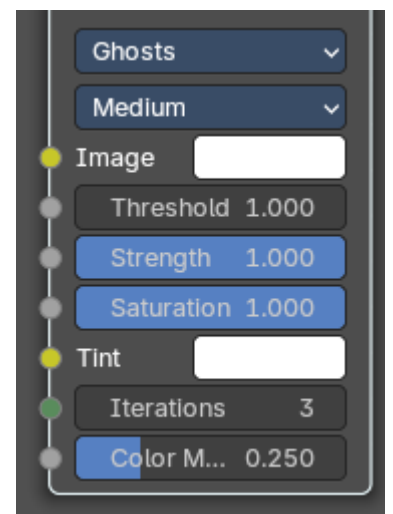 Ghosts
Medium
Image
Threshold 1.000
Strength 1.000
Saturation 1.000
Tint
Iterations 3
Color M... 0.250